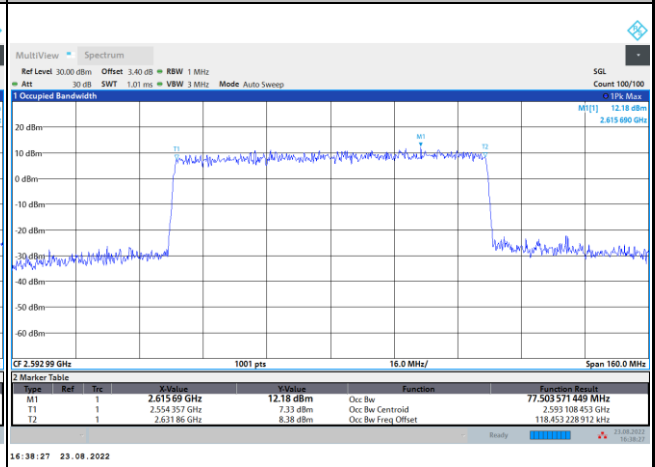 MultiView Spectrum
Ref Level 30.00 dBm Offset 3.40 dB RBW 1 MHz SGL
Att 30 dB SWT 1.01 ms VBW 3 MHz Mode Auto Sweep Count 100/100
1 Occupied Bandwidth 1Pk Max
M1[1] 12.18 dBm
2.615 690 GHz
20 dBm
M1
T1
T2
10 dBm
0 dBm
-10 dBm
-20 dBm
-30 dBm
-40 dBm
-50 dBm
-60 dBm
CF 2.592 99 GHz 1001 pts 16.0 MHz/ Span 160.0 MHz
2 Marker Table
Type Ref Trc X-Value Y-Value Function Function Result
M1 1 2.615 69 GHz 12.18 dBm Occ Bw 77.503 571 449 MHz
T1 1 2.554 357 GHz 7.33 dBm Occ Bw Centroid 2.593 108 453 GHz
T2 1 2.631 86 GHz 8.38 dBm Occ Bw Freq Offset 118.453 228 912 kHz
Ready 23.08.2022
16:38:27
16:38:27 23.08.2022